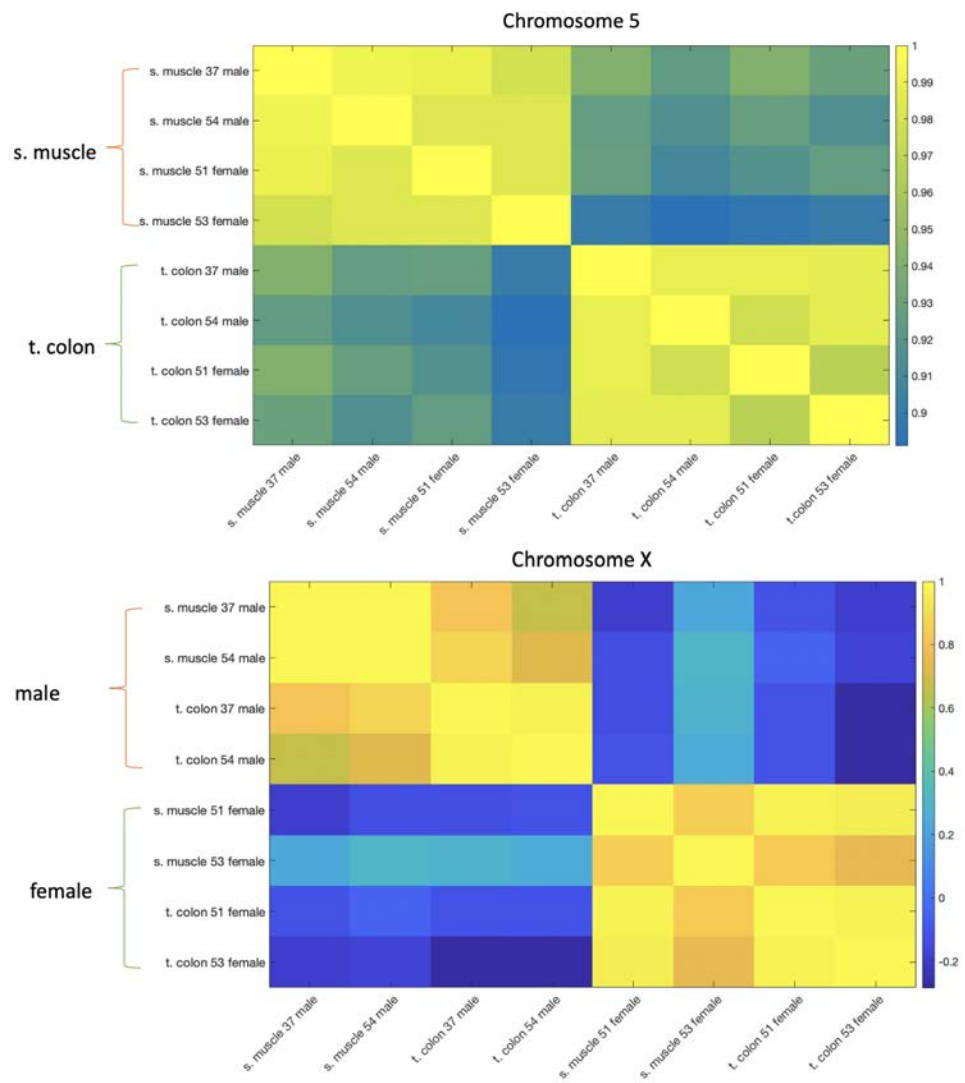 Chromosome 5
s. muscle
t. colon
s. muscle 37 male
s. muscle 54 male
s. muscle 51 female
s. muscle 53 female
t. colon 37 male
t. colon 54 male
t. colon 51 female
t. colon 53 female
s. muscle 37 male
s. muscle 54 male
s. muscle 51 female
s. muscle 53 female
t. colon 37 male
t. colon 54 male
t. colon 51 female
t.colon 53 female
1
0.99
0.98
0.97
0.96
0.95
0.94
0.93
0.92
0.91
0.9
Chromosome X
male
female
s. muscle 37 male
s. muscle 54 male
t. colon 37 male
t. colon 54 male
s. muscle 51 female
s. muscle 53 female
t. colon 51 female
t. colon 53 female
s. muscle 37 male
s. muscle 54 male
t. colon 37 male
t. colon 54 male
s. muscle 51 female
s. muscle 53 female
t. colon 51 female
t. colon 53 female
1
0.8
0.6
0.4
0.2
0
-0.2